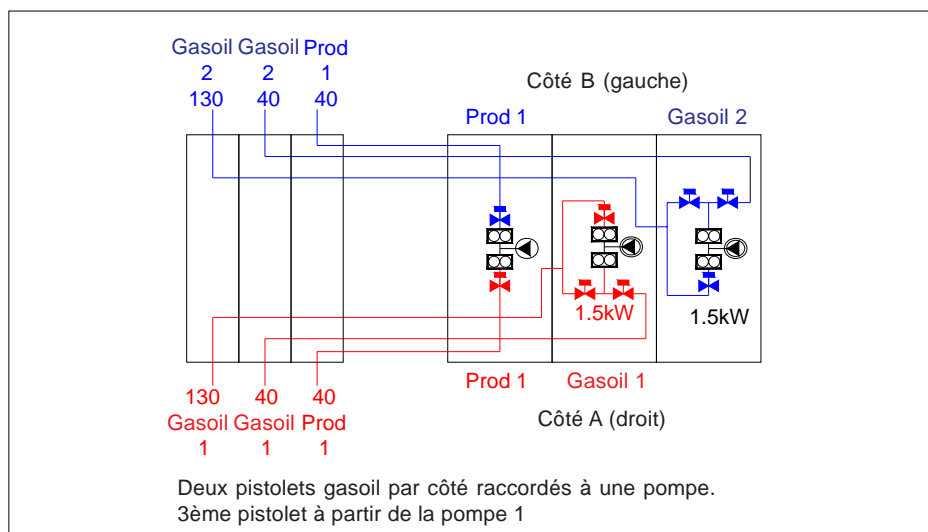 Gasoil Gasoil Prod
2 2 1
130 40 40
Côté B (gauche)
Prod 1 Gasoil 2
1.5kW 1.5kW
130 40 40
Gasoil Gasoil Prod
1 1 1
Prod 1 Gasoil 1
Côté A (droit)
Deux pistolets gasoil par côté raccordés à une pompe.
3ème pistolet à partir de la pompe 1